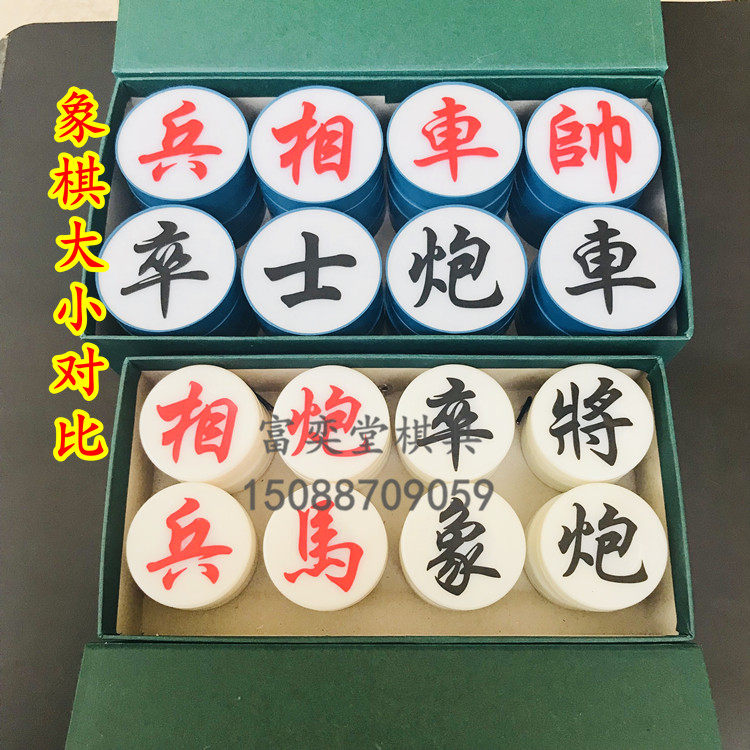 象棋大小对比
兵 相 車 帥
卒 士 炮 車
相 炮 卒 將
富奕堂棋具
15088709059
兵 馬 象 炮